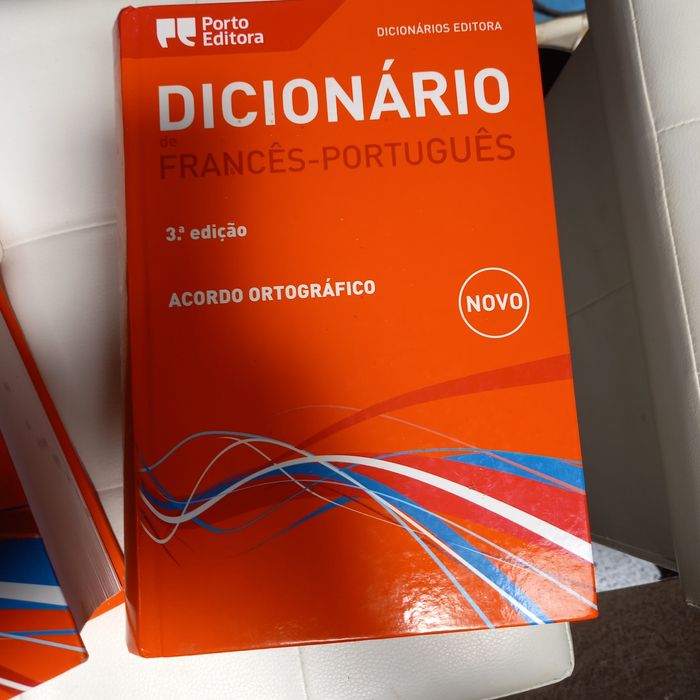 Porto
Editora
DICIONÁRIOS EDITORA
DICIONÁRIO
de
FRANCÊS-PORTUGUÊS
3.ª edição
ACORDO ORTOGRÁFICO
NOVO